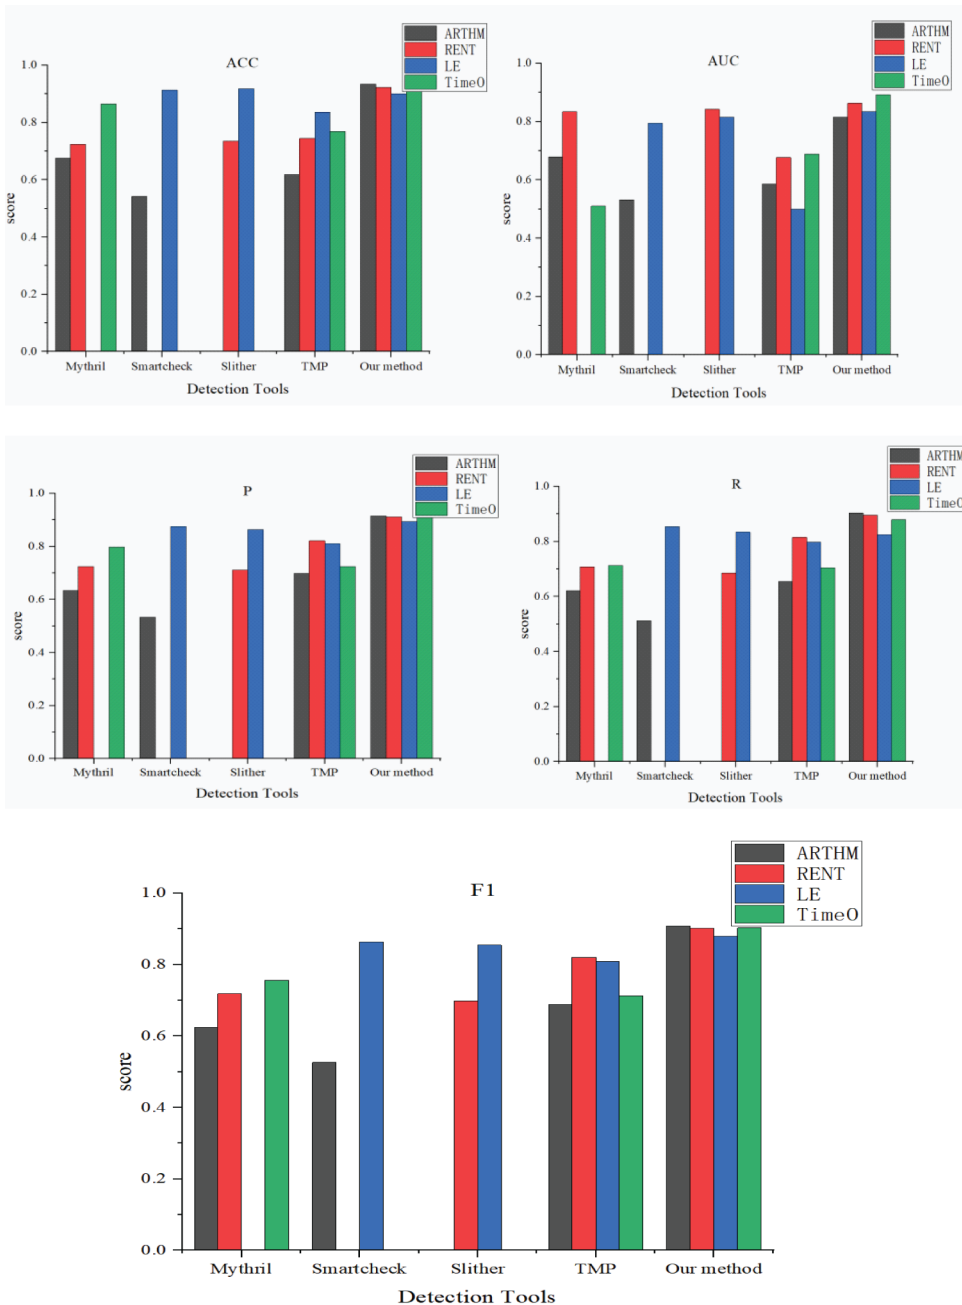 ACC
ARTHM
RENT
LE
TimeO
1.0
0.8
0.6
0.4
0.2
0.0
score
Mythril Smartcheck Slither TMP Our method
Detection Tools
AUC
ARTHM
RENT
LE
TimeO
1.0
0.8
0.6
0.4
0.2
0.0
score
Mythril Smartcheck Slither TMP Our method
Detection Tools
P
ARTHM
RENT
LE
TimeO
1.0
0.8
0.6
0.4
0.2
0.0
score
Mythril Smartcheck Slither TMP Our method
Detection Tools
R
ARTHM
RENT
LE
TimeO
1.0
0.8
0.6
0.4
0.2
0.0
score
Mythril Smartcheck Slither TMP Our method
Detection Tools
F1
ARTHM
RENT
LE
TimeO
1.0
0.8
0.6
0.4
0.2
0.0
score
Mythril Smartcheck Slither TMP Our method
Detection Tools